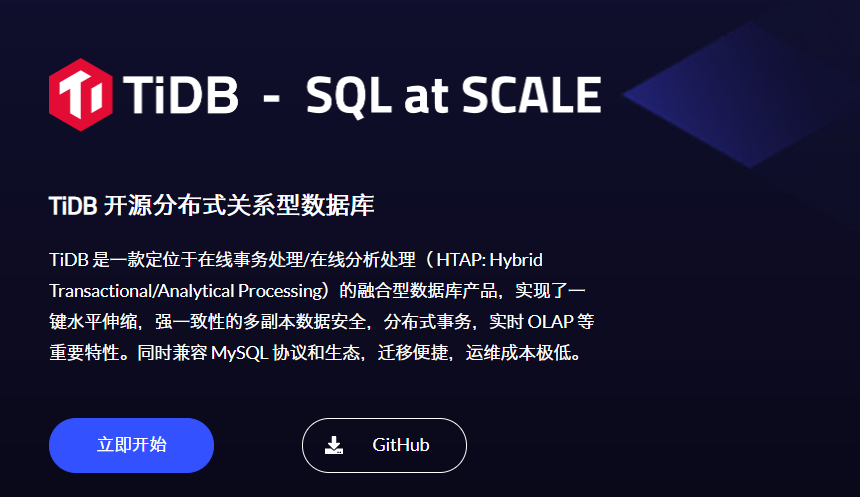 Ti TiDB - SQL at SCALE
TiDB 开源分布式关系型数据库
TiDB 是一款定位于在线事务处理/在线分析处理（ HTAP: Hybrid
Transactional/Analytical Processing）的融合型数据库产品，实现了一
键水平伸缩，强一致性的多副本数据安全，分布式事务，实时 OLAP 等
重要特性。同时兼容 MySQL 协议和生态，迁移便捷，运维成本极低。
立即开始 GitHub